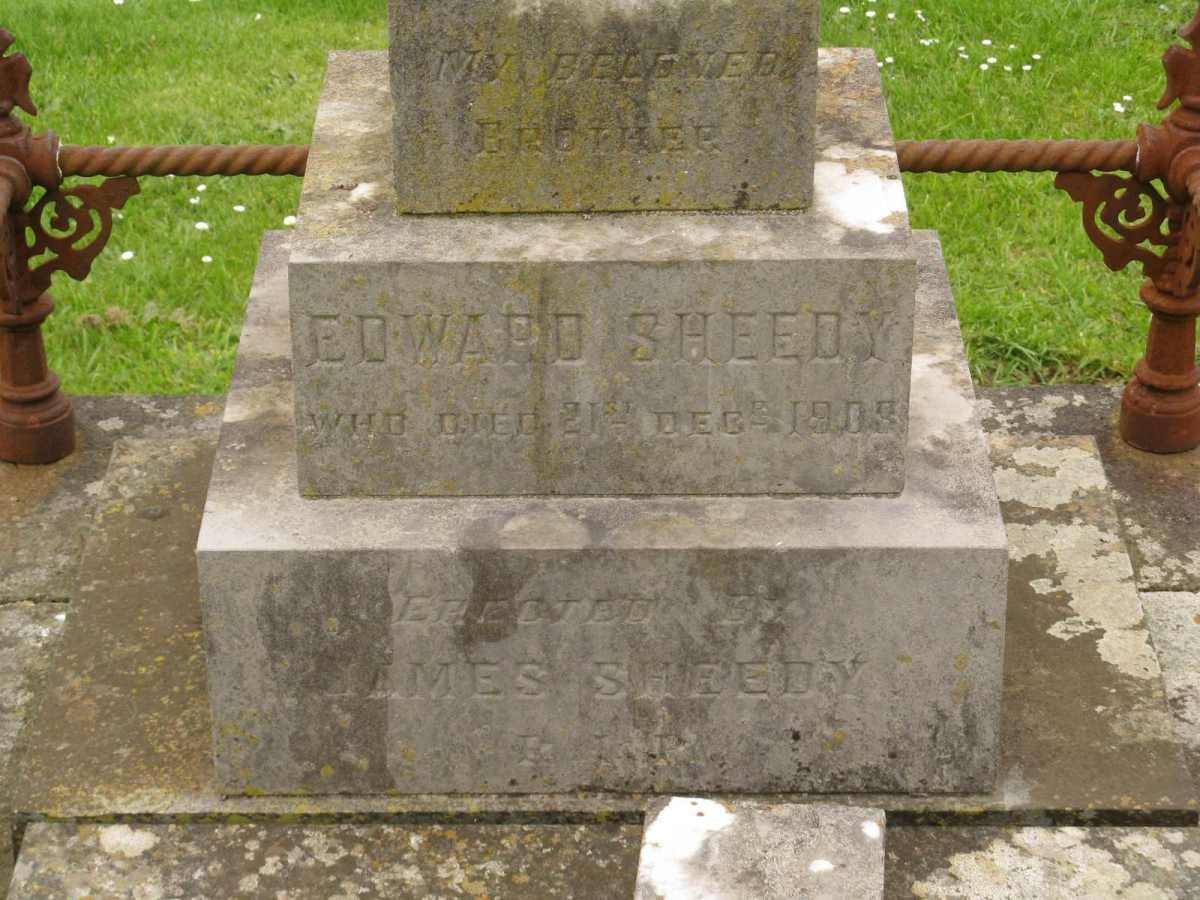 MY BELOVED
BROTHER
EDWARD SHEEDY
WHO DIED 21ST DECR 1908
ERECTED BY
JAMES SHEEDY
R.I.P.